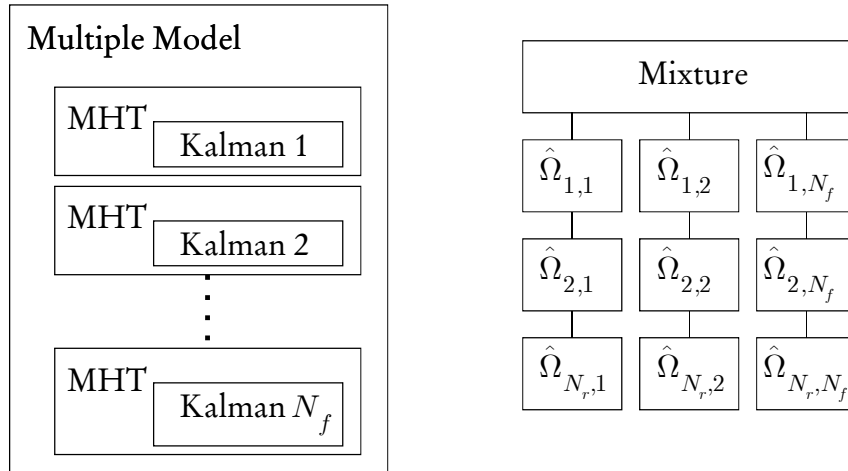 Multiple Model
MHT
Kalman 1
MHT
Kalman 2
MHT
Kalman N_f
Mixture
Ω̂_{1,1} Ω̂_{1,2} Ω̂_{1,N_f}
Ω̂_{2,1} Ω̂_{2,2} Ω̂_{2,N_f}
Ω̂_{N_r,1} Ω̂_{N_r,2} Ω̂_{N_r,N_f}